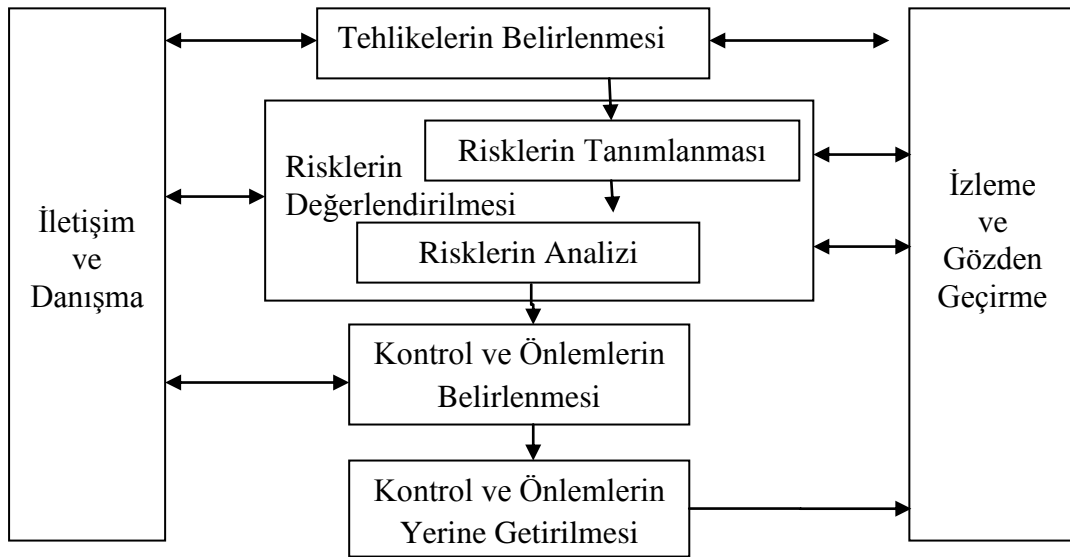 Tehlikelerin Belirlenmesi
Risklerin Tanımlanması
Risklerin
Değerlendirilmesi
Risklerin Analizi
İletişim
ve
Danışma
İzleme
ve
Gözden
Geçirme
Kontrol ve Önlemlerin
Belirlenmesi
Kontrol ve Önlemlerin
Yerine Getirilmesi